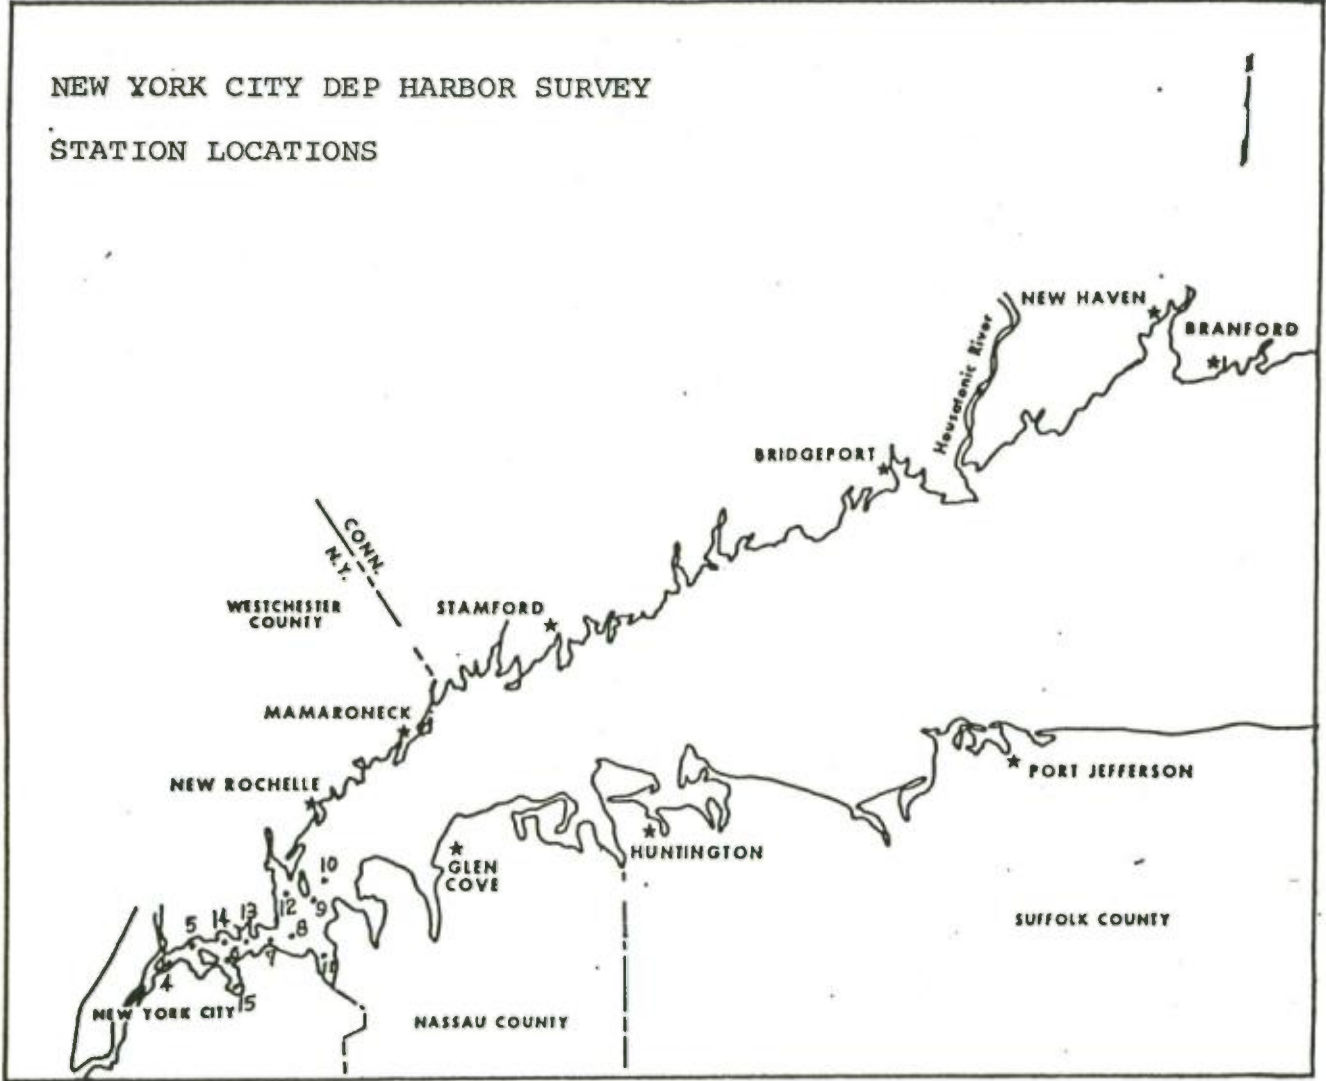 NEW YORK CITY DEP HARBOR SURVEY
STATION LOCATIONS
NEW HAVEN
BRANFORD
Housatonic River
BRIDGEPORT
CONN.
N.Y.
WESTCHESTER
COUNTY
STAMFORD
MAMARONECK
NEW ROCHELLE
PORT JEFFERSON
HUNTINGTON
GLEN
COVE
10
12
9
13
14
8
5
6
7
11
4
15
SUFFOLK COUNTY
NEW YORK CITY
NASSAU COUNTY